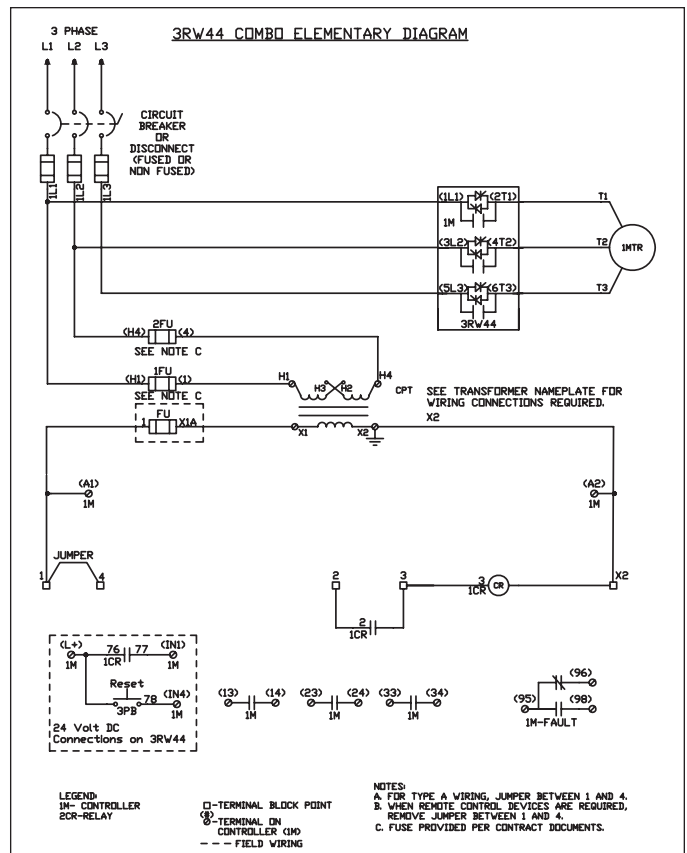 3 PHASE
3RW44 COMBO ELEMENTARY DIAGRAM
L1 L2 L3
CIRCUIT
BREAKER
OR
DISCONNECT
(FUSED OR
NON FUSED)
1L1 1L2 1L3
(1L1) (2T1) T1
1M
(3L2) (4T2) T2 1MTR
(5L3) (6T3) T3
3RW44
2FU
(H4) (4)
SEE NOTE C
1FU
(H1) (1) H1 H3 H2 H4
SEE NOTE C
CPT
SEE TRANSFORMER NAMEPLATE FOR
WIRING CONNECTIONS REQUIRED.
X2
FU
1 X1A X1 X2
(A1) (A2)
1M 1M
JUMPER
1 4 2 3 3 CR X2
1CR
2
1CR
(L+) 76 77 (IN1)
1M 1CR 1M
Reset
78 (IN4)
3PB 1M
24 Volt DC
Connections on 3RW44
(13) (14) (23) (24) (33) (34)
1M 1M 1M
(96)
(95) (98)
1M-FAULT
LEGEND:
1M- CONTROLLER
2CR-RELAY
-TERMINAL BLOCK POINT
(#)
-TERMINAL ON
CONTROLLER (1M)
--- FIELD WIRING
NOTES:
A. FOR TYPE A WIRING, JUMPER BETWEEN 1 AND 4.
B. WHEN REMOTE CONTROL DEVICES ARE REQUIRED,
REMOVE JUMPER BETWEEN 1 AND 4.
C. FUSE PROVIDED PER CONTRACT DOCUMENTS.